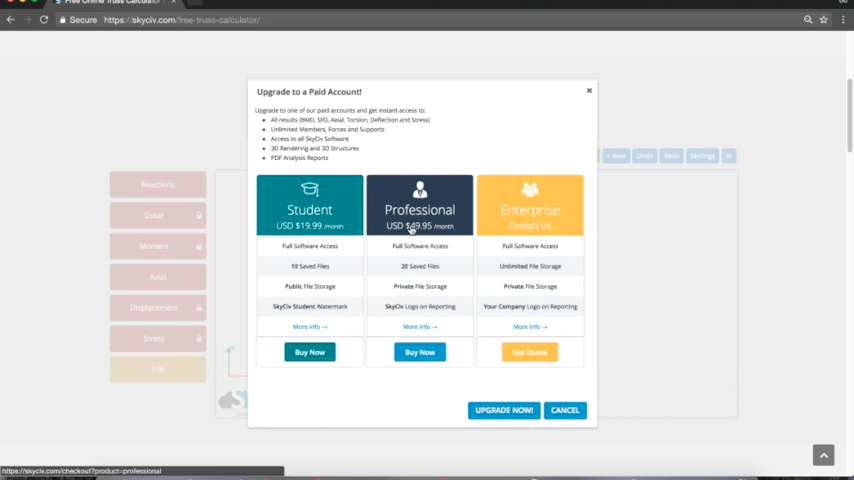 Free Online Truss Calculator
Secure https://skyciv.com/free-truss-calculator/
Upgrade to a Paid Account!
Upgrade to one of our paid accounts and get instant access to:
All results (BMD, SFD, Axial, Torsion, Deflection and Stress)
Unlimited Members, Forces and Supports
Access to all SkyCiv Software
3D Rendering and 3D Structures
PDF Analysis Reports
+ New Undo Redo Settings
Reactions
Shear
Moment
Axial
Displacement
Stress
Edit
Student
USD $19.99 /month
Full Software Access
10 Saved Files
Public File Storage
SkyCiv Student Watermark
More Info →
Buy Now
Professional
USD $49.95 /month
Full Software Access
20 Saved Files
Private File Storage
SkyCiv Logo on Reporting
More Info →
Buy Now
Enterprise
Contact Us
Full Software Access
Unlimited File Storage
Private File Storage
Your Company Logo on Reporting
More Info →
Get Quote
UPGRADE NOW! CANCEL
https://skyciv.com/checkout?product=professional